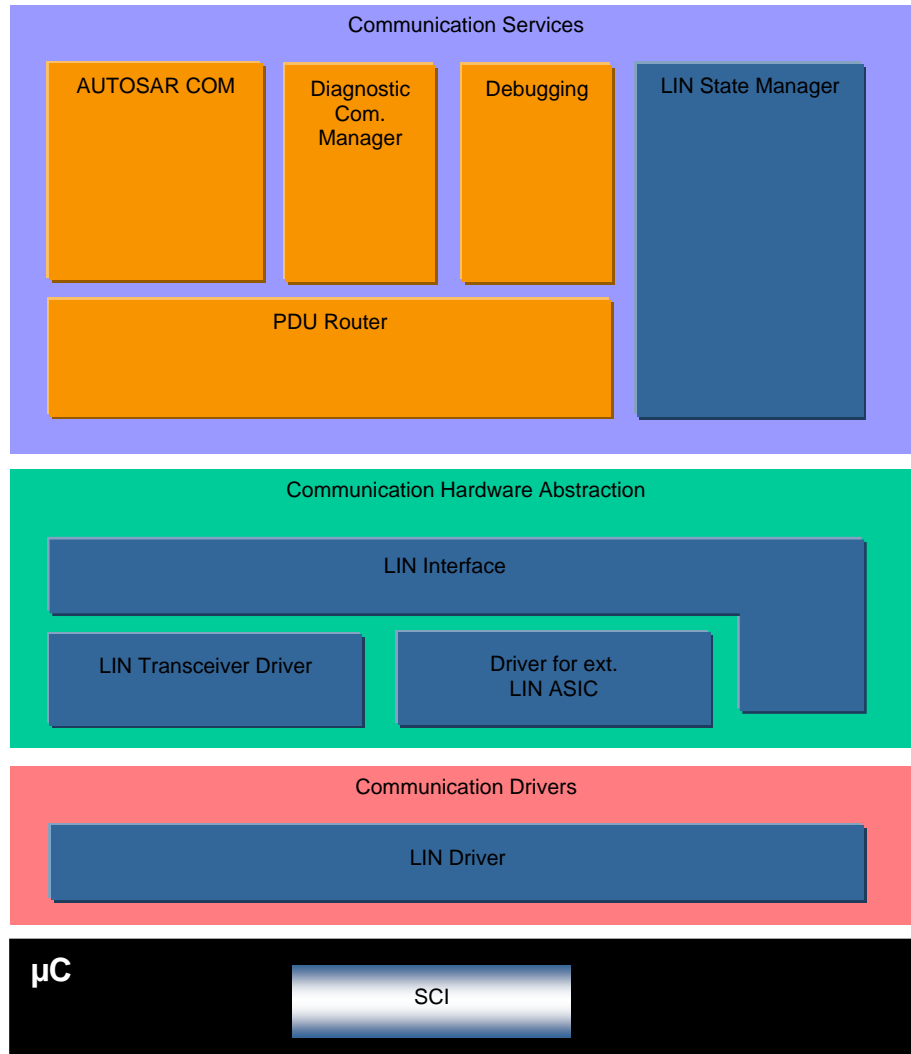 Communication Services
AUTOSAR COM
Diagnostic
Com.
Manager
Debugging
LIN State Manager
PDU Router
Communication Hardware Abstraction
LIN Interface
LIN Transceiver Driver
Driver for ext.
LIN ASIC
Communication Drivers
LIN Driver
µC
SCI